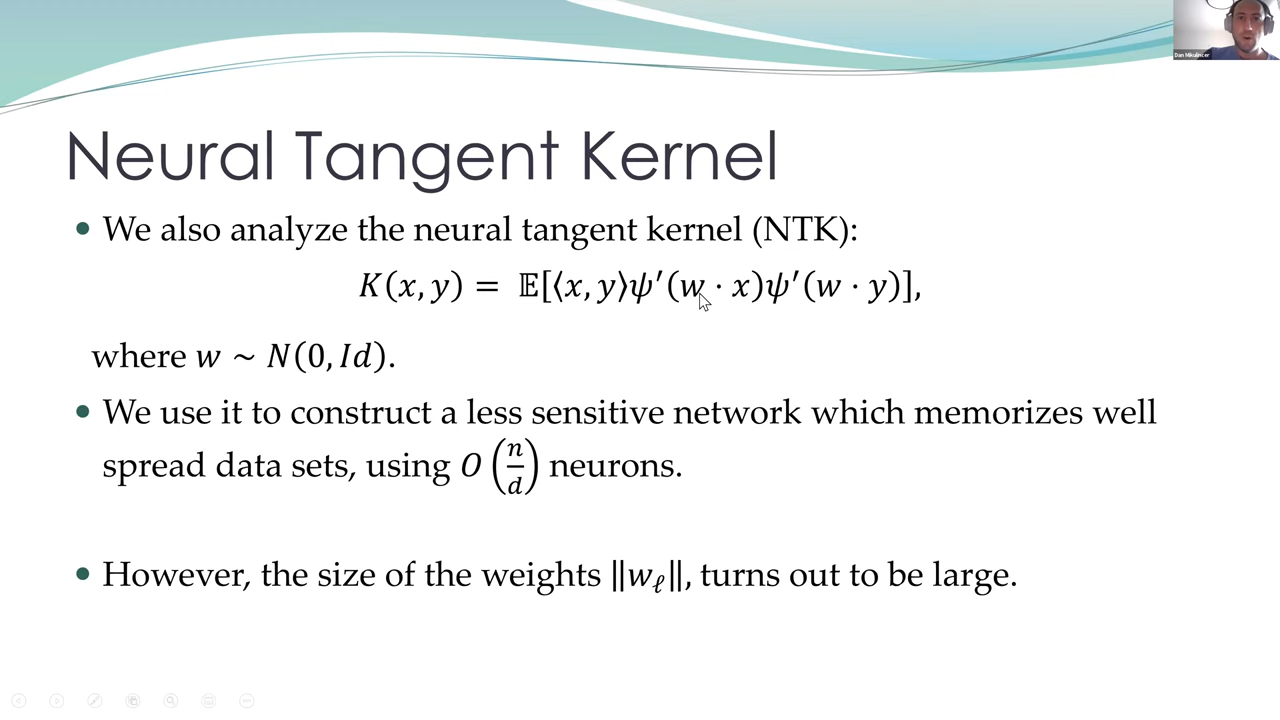 Dan Mikulincer
Neural Tangent Kernel
• We also analyze the neural tangent kernel (NTK):
K(x, y) = 𝔼[⟨x, y⟩ψ′(w · x)ψ′(w · y)],
where w ~ N(0, Id).
• We use it to construct a less sensitive network which memorizes well
spread data sets, using O(n/d) neurons.
• However, the size of the weights ‖w_ℓ‖, turns out to be large.